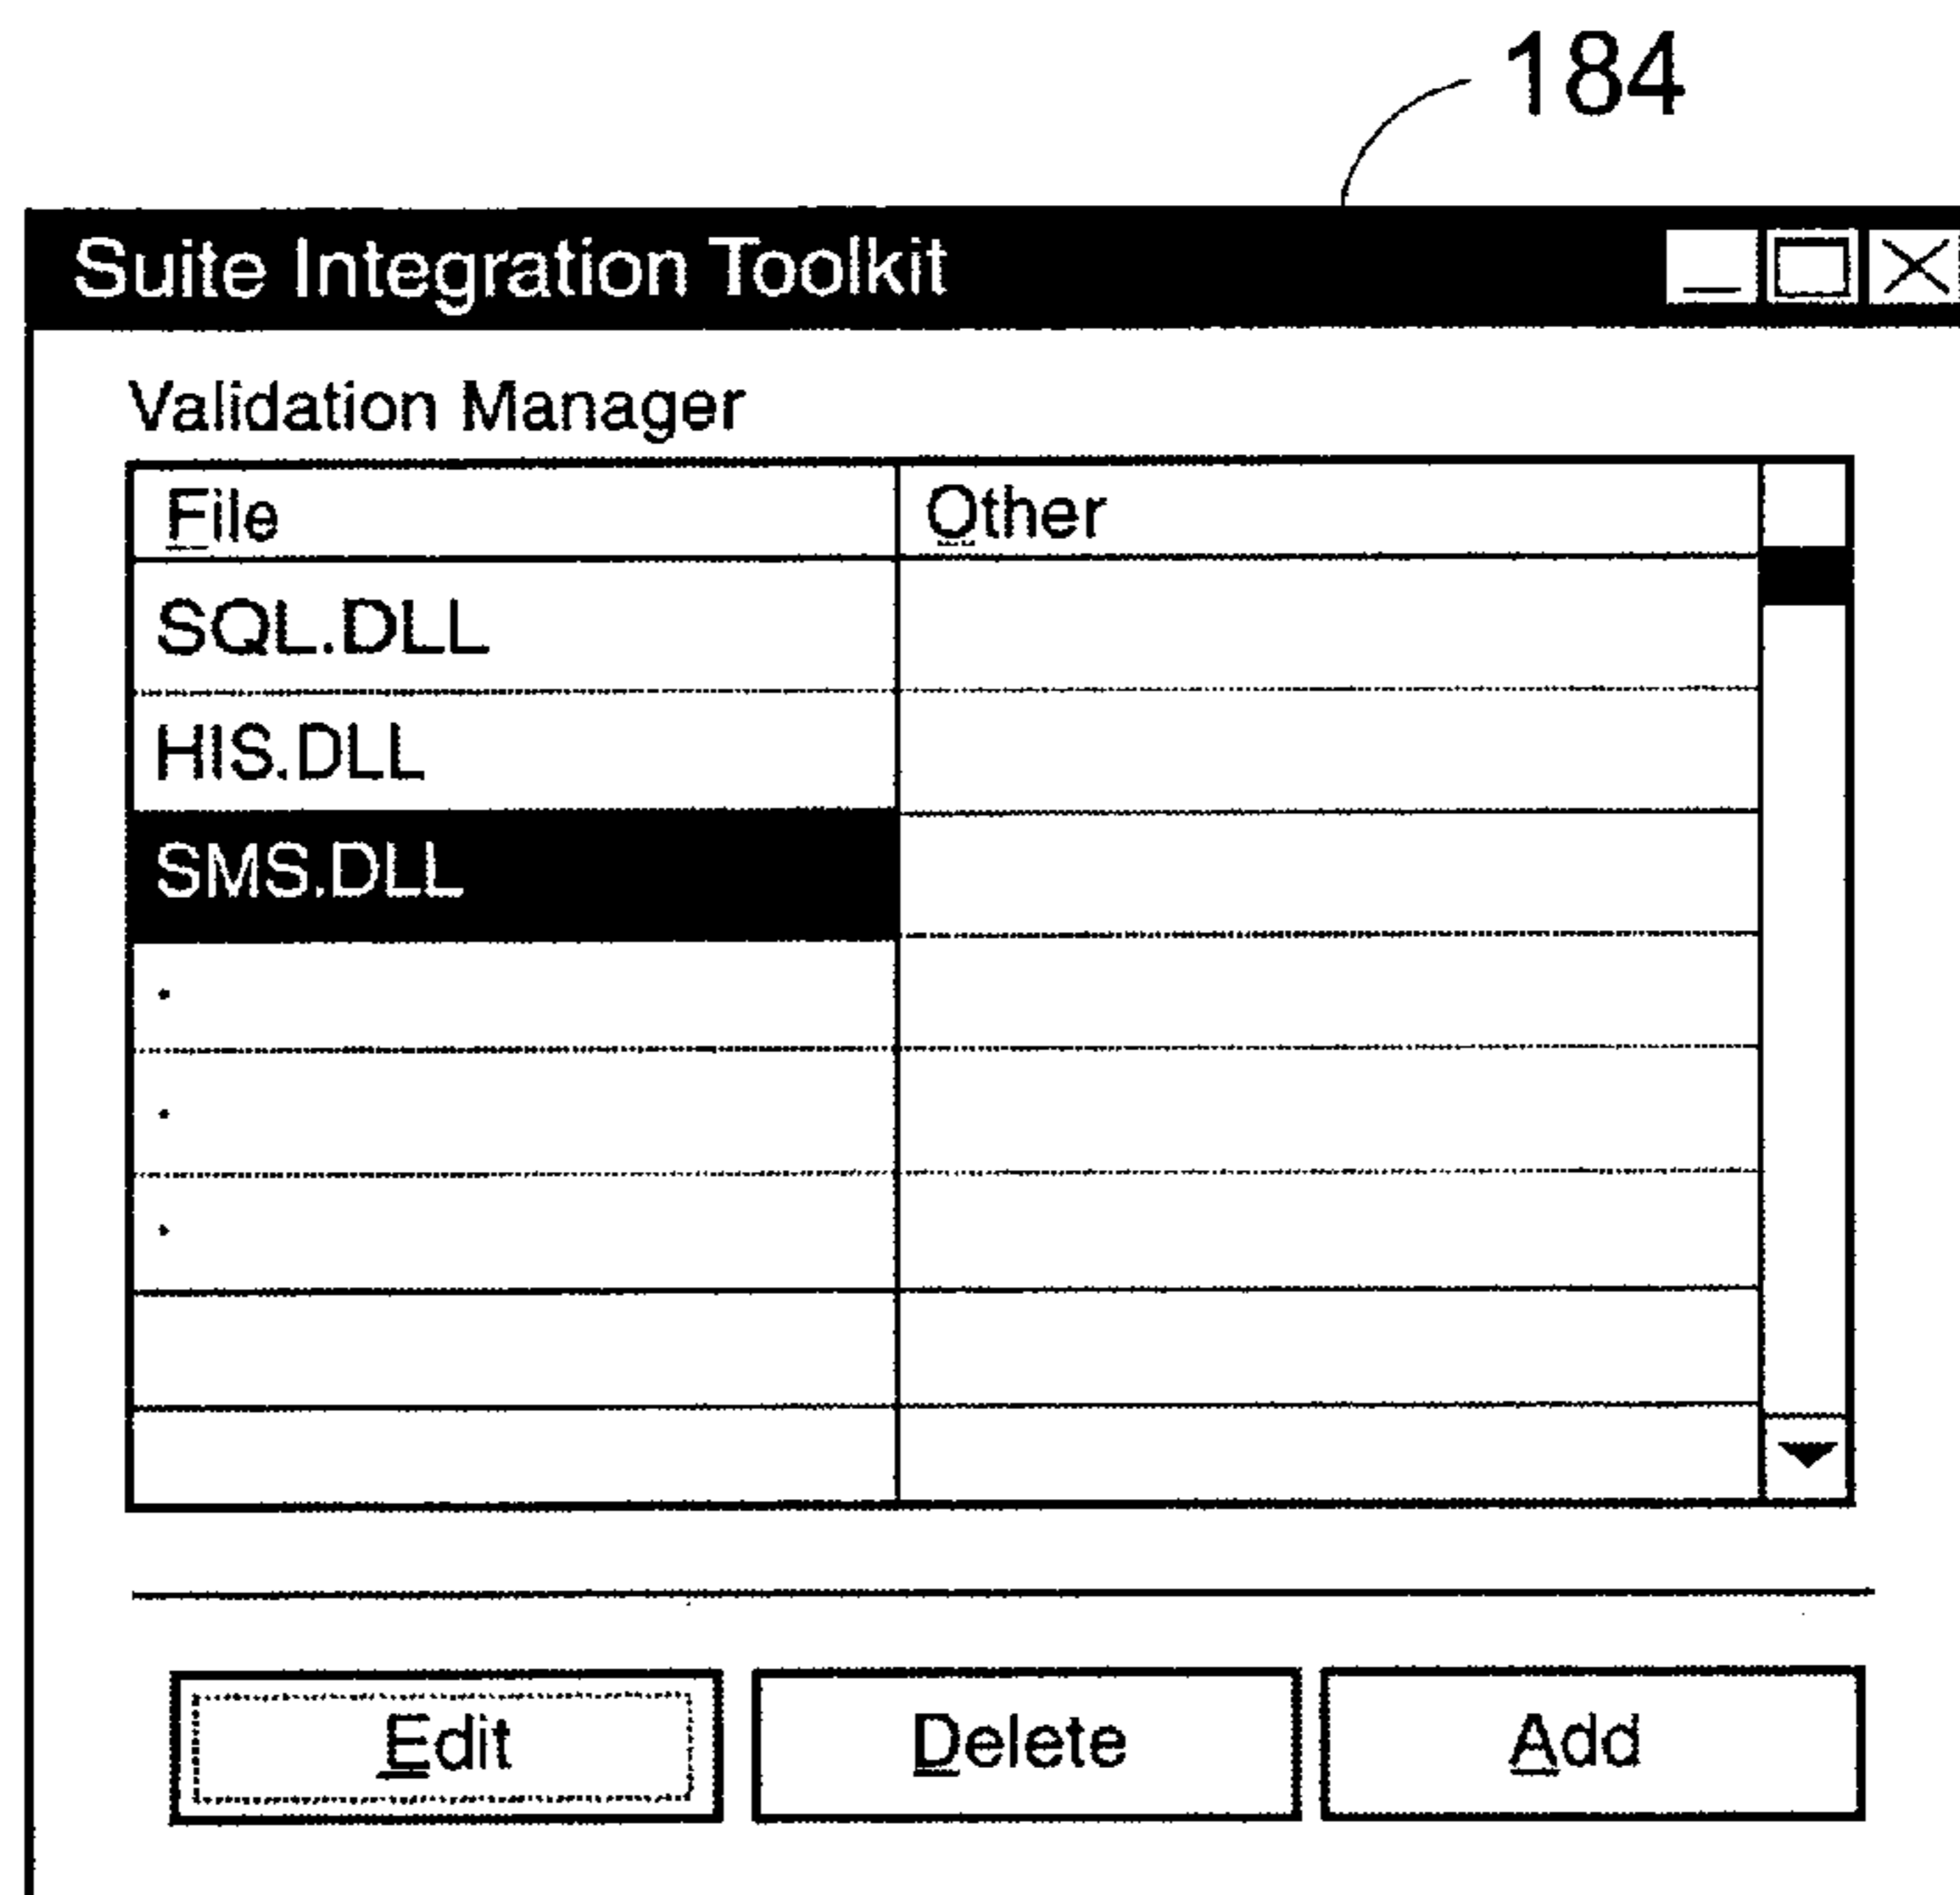 184
Suite Integration Toolkit
Validation Manager
File Other
SQL.DLL
HIS.DLL
SMS.DLL
.
.
.
Edit Delete Add